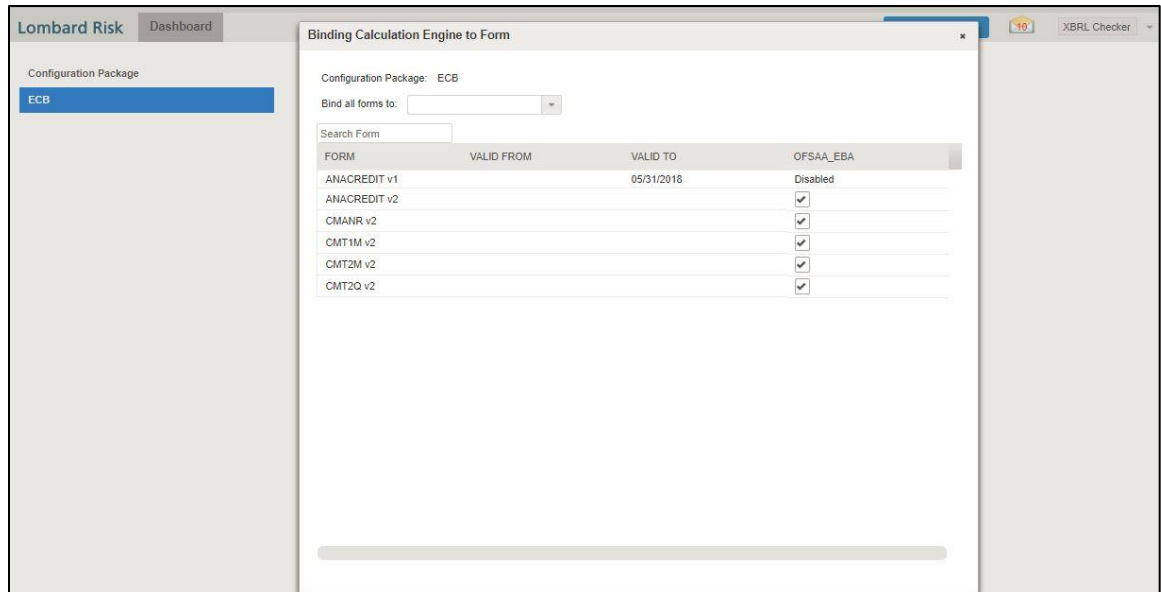 Lombard Risk Dashboard
10 XBRL Checker
Configuration Package
ECB
Binding Calculation Engine to Form
Configuration Package: ECB
Bind all forms to:
Search Form
FORM VALID FROM VALID TO OFSAA_EBA
ANACREDIT v1 05/31/2018 Disabled
ANACREDIT v2
CMANR v2
CMT1M v2
CMT2M v2
CMT2Q v2